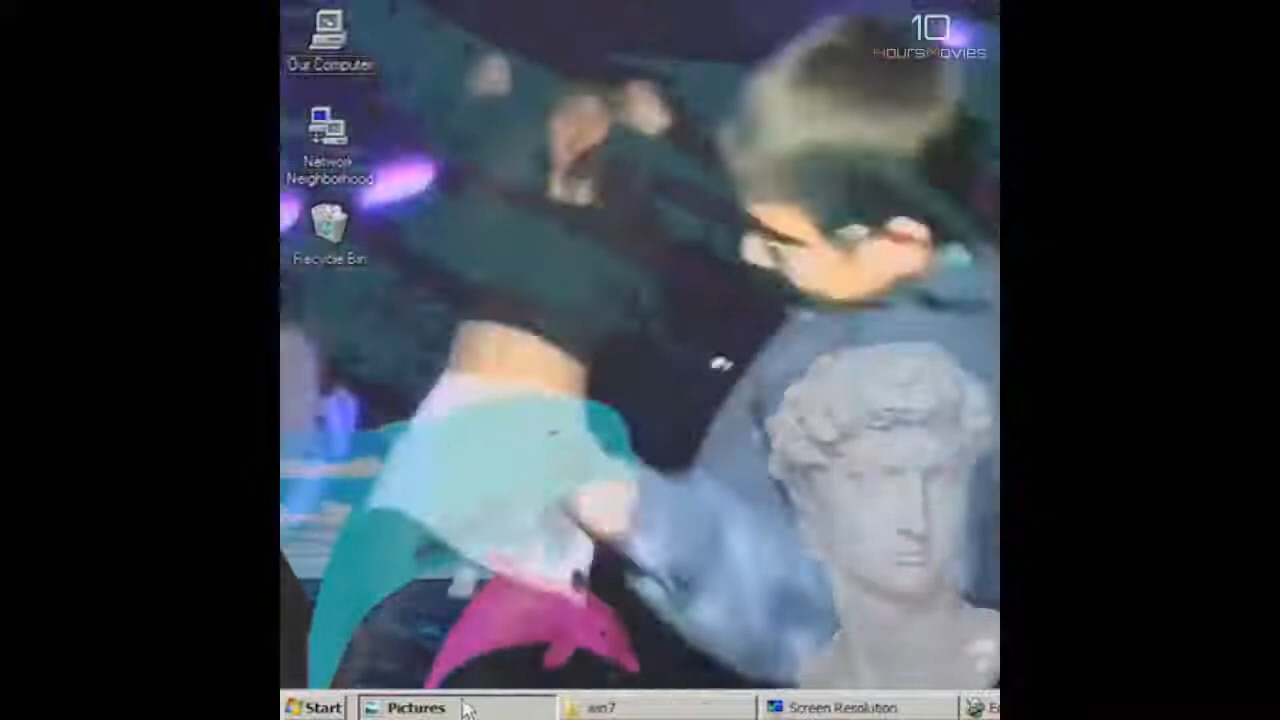 10
HoursMovies
Our Computer
Network
Neighborhood
Recycle Bin
Start
Pictures
win7
Screen Resolution